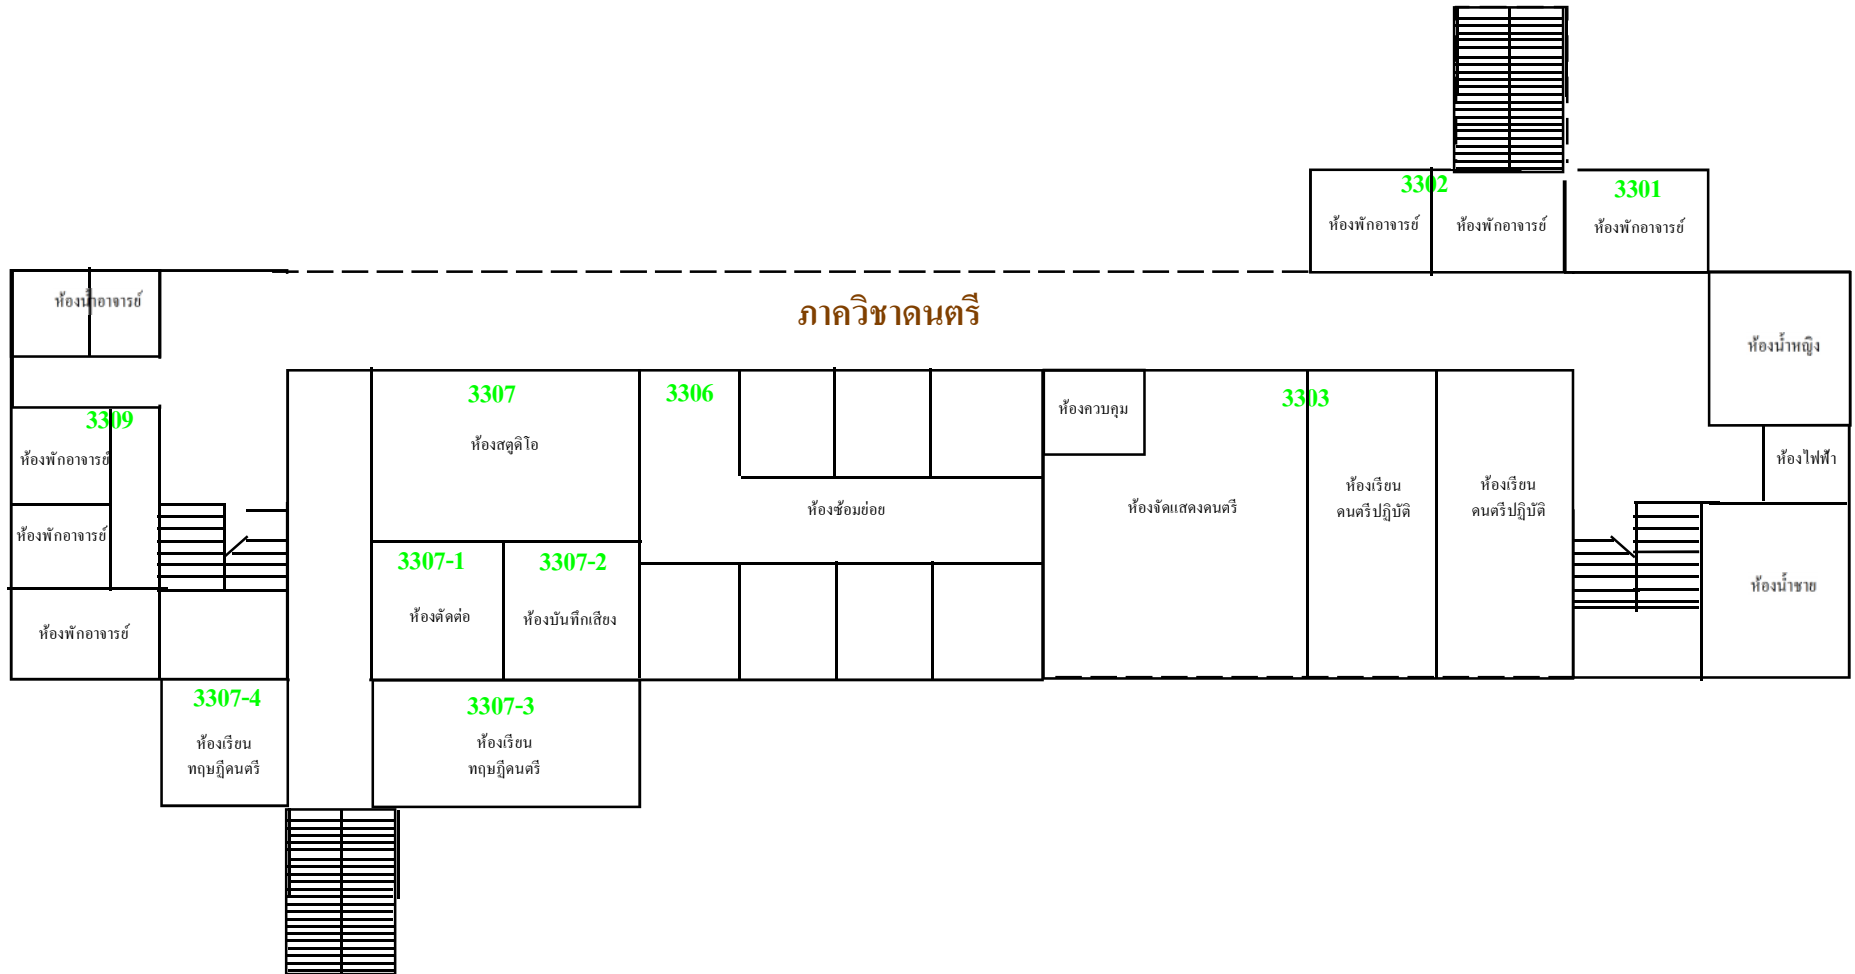 3302
3301
ห้องพักอาจารย์
ห้องพักอาจารย์
ห้องพักอาจารย์
ห้องน้ำอาจารย์
ภาควิชาดนตรี
ห้องน้ำหญิง
3307
3306
3303
ห้องควบคุม
3309
ห้องสตูดิโอ
ห้องพักอาจารย์
ห้องไฟฟ้า
ห้องซ้อมย่อย
ห้องจัดแสดงดนตรี
ห้องเรียน
ดนตรีปฏิบัติ
ห้องเรียน
ดนตรีปฏิบัติ
ห้องพักอาจารย์
3307-1
3307-2
ห้องน้ำชาย
ห้องตัดต่อ
ห้องบันทึกเสียง
ห้องพักอาจารย์
3307-4
3307-3
ห้องเรียน
ทฤษฎีดนตรี
ห้องเรียน
ทฤษฎีดนตรี